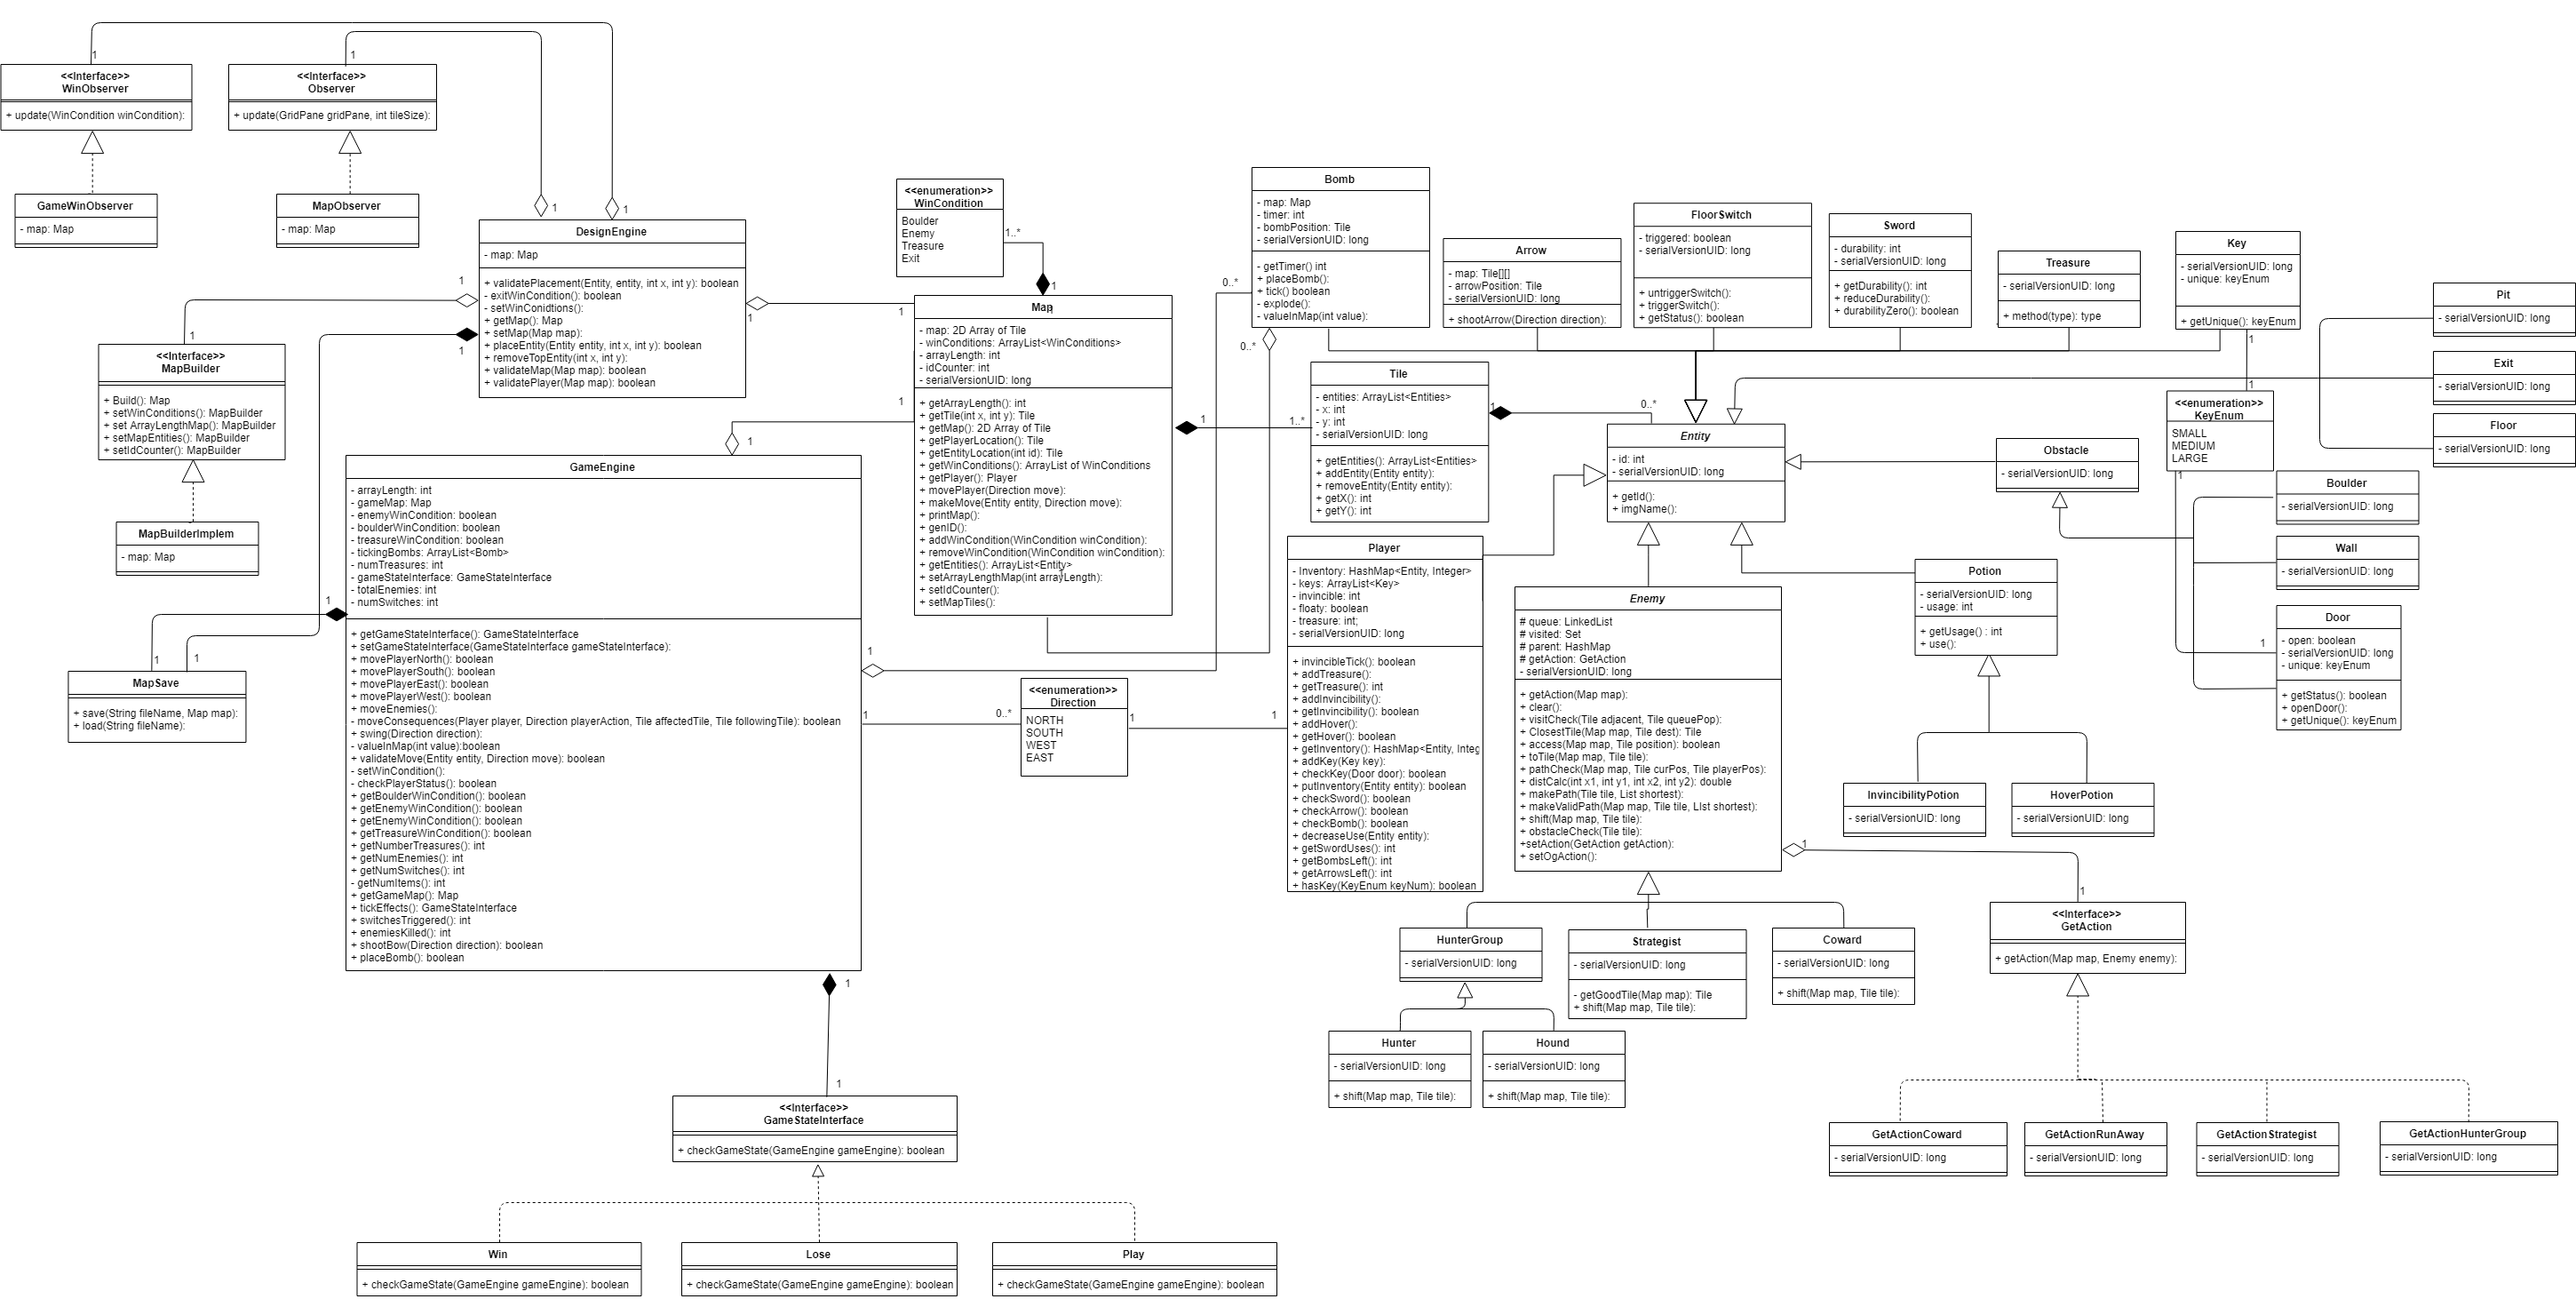 1
1
<<Interface>>
WinObserver
+ update(WinCondition winCondition):
<<Interface>>
Observer
+ update(GridPane gridPane, int tileSize):
GameWinObserver
- map: Map
MapObserver
- map: Map
1
1
DesignEngine
- map: Map
+ validatePlacement(Entity, entity, int x, int y): boolean
- exitWinCondition(): boolean
- setWinConidtions():
+ getMap(): Map
+ setMap(Map map):
+ placeEntity(Entity entity, int x, int y): boolean
+ removeTopEntity(int x, int y):
+ validateMap(Map map): boolean
+ validatePlayer(Map map): boolean
1
1
1
1
<<Interface>>
MapBuilder
+ Build(): Map
+ setWinConditions(): MapBuilder
+ set ArrayLengthMap(): MapBuilder
+ setMapEntities(): MapBuilder
+ setIdCounter(): MapBuilder
MapBuilderImplem
- map: Map
1
1
1
MapSave
+ save(String fileName, Map map):
+ load(String fileName):
<<enumeration>>
WinCondition
Boulder
Enemy
Treasure
Exit
1..*
1
1
1
1
Map
- map: 2D Array of Tile
- winConditions: ArrayList<WinConditions>
- arrayLength: int
- idCounter: int
- serialVersionUID: long
+ getArrayLength(): int
+ getTile(int x, int y): Tile
+ getMap(): 2D Array of Tile
+ getPlayerLocation(): Tile
+ getEntityLocation(int id): Tile
+ getWinConditions(): ArrayList of WinConditions
+ getPlayer(): Player
+ movePlayer(Direction move):
+ makeMove(Entity entity, Direction move):
+ printMap():
+ genID():
+ addWinCondition(WinCondition winCondition):
+ removeWinCondition(WinCondition winCondition):
+ getEntities(): ArrayList<Entity>
+ setArrayLengthMap(int arrayLength):
+ setIdCounter():
+ setMapTiles():
GameEngine
- arrayLength: int
- gameMap: Map
- enemyWinCondition: boolean
- boulderWinCondition: boolean
- treasureWinCondition: boolean
- tickingBombs: ArrayList<Bomb>
- numTreasures: int
- gameStateInterface: GameStateInterface
- totalEnemies: int
- numSwitches: int
+ getGameStateInterface(): GameStateInterface
+ setGameStateInterface(GameStateInterface gameStateInterface):
+ movePlayerNorth(): boolean
+ movePlayerSouth(): boolean
+ movePlayerEast(): boolean
+ movePlayerWest(): boolean
+ moveEnemies():
- moveConsequences(Player player, Direction playerAction, Tile affectedTile, Tile followingTile): boolean
+ swing(Direction direction):
- valueInMap(int value):boolean
+ validateMove(Entity entity, Direction move): boolean
- setWinCondition():
- checkPlayerStatus(): boolean
+ getBoulderWinCondition(): boolean
+ getEnemyWinCondition(): boolean
+ getEnemyWinCondition(): boolean
+ getTreasureWinCondition(): boolean
+ getNumberTreasures(): int
+ getNumEnemies(): int
+ getNumSwitches(): int
- getNumItems(): int
+ getGameMap(): Map
+ tickEffects(): GameStateInterface
+ switchesTriggered(): int
+ enemiesKilled(): int
+ shootBow(Direction direction): boolean
+ placeBomb(): boolean
1
1
0..*
<<enumeration>>
Direction
NORTH
SOUTH
WEST
EAST
1
1
1
1
<<Interface>>
GameStateInterface
+ checkGameState(GameEngine gameEngine): boolean
Win
+ checkGameState(GameEngine gameEngine): boolean
Lose
+ checkGameState(GameEngine gameEngine): boolean
Play
+ checkGameState(GameEngine gameEngine): boolean
0..*
0..*
Bomb
- map: Map
- timer: int
- bombPosition: Tile
- serialVersionUID: long
- getTimer() int
+ placeBomb():
+ tick() boolean
- explode():
- valueInMap(int value):
Arrow
- map: Tile[][]
- arrowPosition: Tile
- serialVersionUID: long
+ shootArrow(Direction direction):
FloorSwitch
- triggered: boolean
- serialVersionUID: long
+ untriggerSwitch():
+ triggerSwitch():
+ getStatus(): boolean
Sword
- durability: int
- serialVersionUID: long
+ getDurability(): int
+ reduceDurability():
+ durabilityZero(): boolean
Treasure
- serialVersionUID: long
+ method(type): type
Key
- serialVersionUID: long
- unique: keyEnum
+ getUnique(): keyEnum
1
1
<<enumeration>>
KeyEnum
SMALL
MEDIUM
LARGE
1
Pit
- serialVersionUID: long
Exit
- serialVersionUID: long
Floor
- serialVersionUID: long
1
1..*
Tile
- entities: ArrayList<Entities>
- x: int
- y: int
- serialVersionUID: long
+ getEntities(): ArrayList<Entities>
+ addEntity(Entity entity):
+ removeEntity(Entity entity):
+ getX(): int
+ getY(): int
1
0..*
Entity
- id: int
- serialVersionUID: long
+ getId():
+ imgName():
Obstacle
- serialVersionUID: long
Boulder
- serialVersionUID: long
Wall
- serialVersionUID: long
1
Door
- open: boolean
- serialVersionUID: long
- unique: keyEnum
+ getStatus(): boolean
+ openDoor():
+ getUnique(): keyEnum
Player
- Inventory: HashMap<Entity, Integer>
- keys: ArrayList<Key>
- invincible: int
- floaty: boolean
- treasure: int;
- serialVersionUID: long
+ invincibleTick(): boolean
+ addTreasure():
+ getTreasure(): int
+ addInvincibility():
+ getInvincibility(): boolean
+ addHover():
+ getHover(): boolean
+ getInventory(): HashMap<Entity, Integ
+ addKey(Key key):
+ checkKey(Door door): boolean
+ putInventory(Entity entity): boolean
+ checkSword(): boolean
+ checkArrow(): boolean
+ checkBomb(): boolean
+ decreaseUse(Entity entity):
+ getSwordUses(): int
+ getBombsLeft(): int
+ getArrowsLeft(): int
+ hasKey(KeyEnum keyNum): boolean
Enemy
# queue: LinkedList
# visited: Set
# parent: HashMap
# getAction: GetAction
- serialVersionUID: long
+ getAction(Map map):
+ clear():
+ visitCheck(Tile adjacent, Tile queuePop):
+ ClosestTile(Map map, Tile dest): Tile
+ access(Map map, Tile position): boolean
+ toTile(Map map, Tile tile):
+ pathCheck(Map map, Tile curPos, Tile playerPos):
+ distCalc(int x1, int y1, int x2, int y2): double
+ makePath(Tile tile, List shortest):
+ makeValidPath(Map map, Tile tile, LIst shortest):
+ shift(Map map, Tile tile):
+ obstacleCheck(Tile tile):
+setAction(GetAction getAction):
+ setOgAction():
1
1
Potion
- serialVersionUID: long
- usage: int
+ getUsage() : int
+ use():
InvincibilityPotion
- serialVersionUID: long
HoverPotion
- serialVersionUID: long
HunterGroup
- serialVersionUID: long
Strategist
- serialVersionUID: long
- getGoodTile(Map map): Tile
+ shift(Map map, Tile tile):
Coward
- serialVersionUID: long
+ shift(Map map, Tile tile):
Hunter
- serialVersionUID: long
+ shift(Map map, Tile tile):
Hound
- serialVersionUID: long
+ shift(Map map, Tile tile):
<<Interface>>
GetAction
+ getAction(Map map, Enemy enemy):
GetActionCoward
- serialVersionUID: long
GetActionRunAway
- serialVersionUID: long
GetActionStrategist
- serialVersionUID: long
GetActionHunterGroup
- serialVersionUID: long